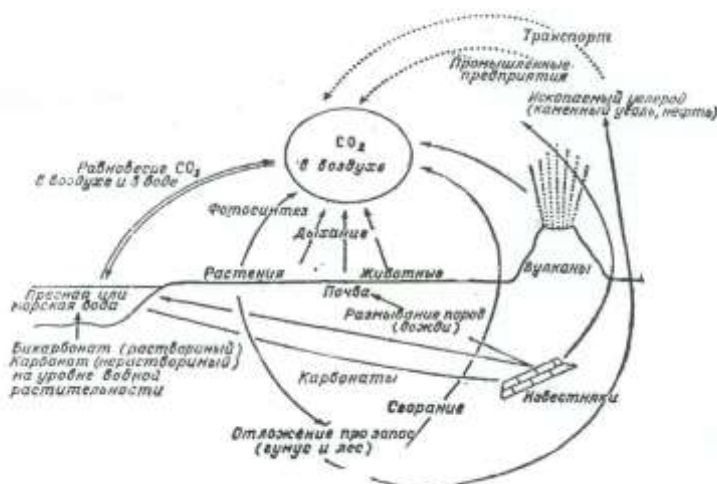 Транспорт
Промышленные
предприятия
Ископаемый углерод
(каменный уголь, нефть)
CO₂
в воздухе
Равновесие CO₂
в воздухе и в воде
Фотосинтез
Дыхание
Растения
Животные
Вулканы
Пресная или
морская вода
Почва
Размывание пород
(дожди)
Бикарбонат (растворимый)
Карбонат (нерастворимый)
на уровне водной
растительности
Карбонаты
Известняки
Сгорание
Отложение про запас
(гумус и лес)